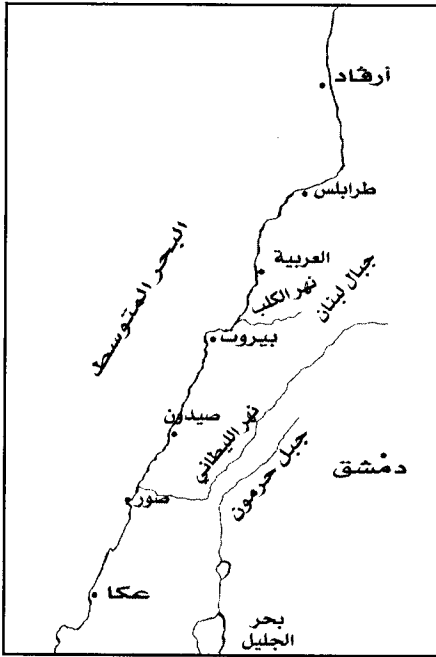 أرڤاد
طرابلس
العربية
جبال لبنان
نهر الكلب
البحر المتوسط
بيروت
صيدون
نهر الليطاني
جبل حرمون
دمشق
صور
عكا
بحر
الجليل